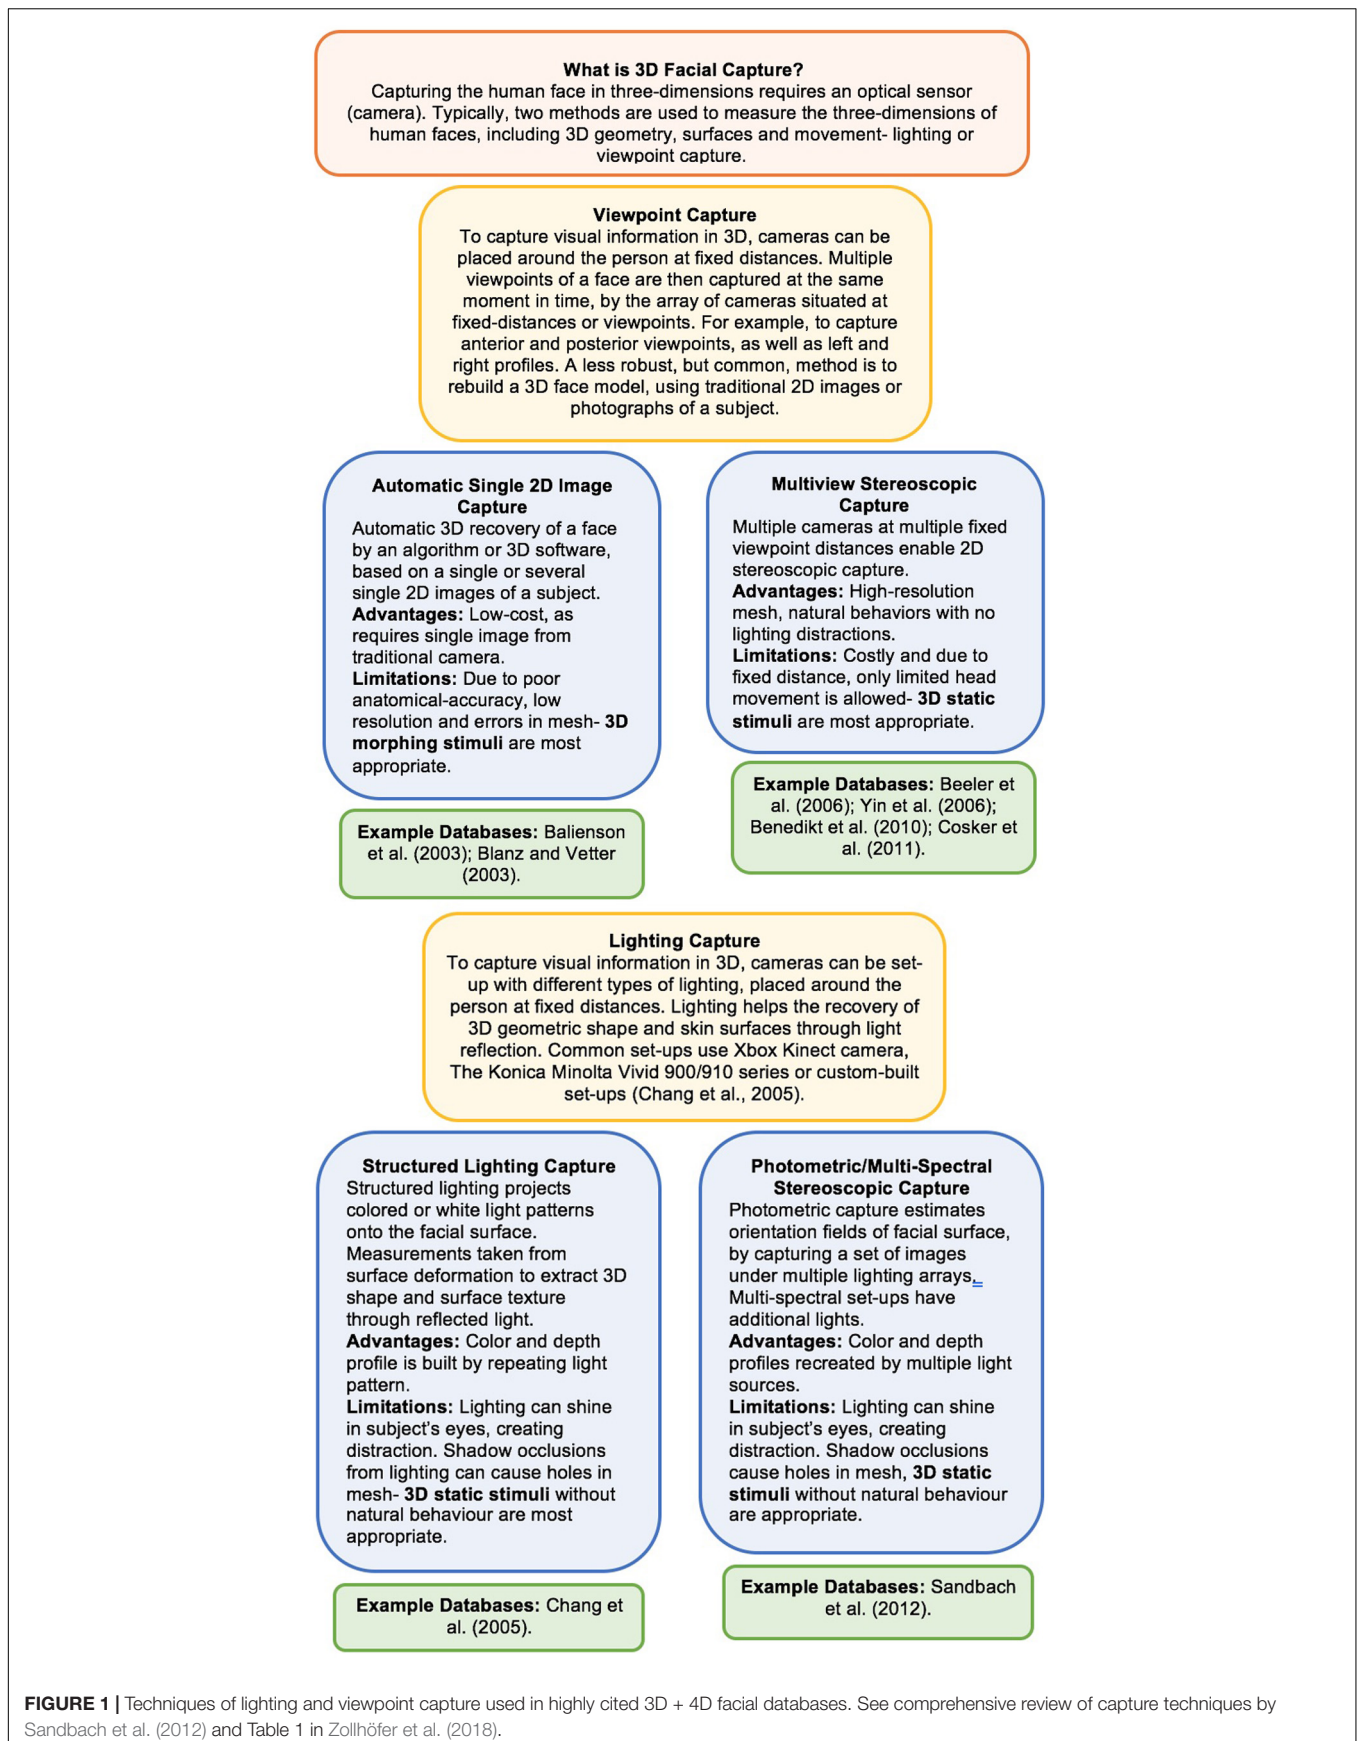 What is 3D Facial Capture?
Capturing the human face in three-dimensions requires an optical sensor
(camera). Typically, two methods are used to measure the three-dimensions of
human faces, including 3D geometry, surfaces and movement- lighting or
viewpoint capture.
Viewpoint Capture
To capture visual information in 3D, cameras can be
placed around the person at fixed distances. Multiple
viewpoints of a face are then captured at the same
moment in time, by the array of cameras situated at
fixed-distances or viewpoints. For example, to capture
anterior and posterior viewpoints, as well as left and
right profiles. A less robust, but common, method is to
rebuild a 3D face model, using traditional 2D images or
photographs of a subject.
Automatic Single 2D Image
Capture
Automatic 3D recovery of a face
by an algorithm or 3D software,
based on a single or several
single 2D images of a subject.
Advantages: Low-cost, as
requires single image from
traditional camera.
Limitations: Due to poor
anatomical-accuracy, low
resolution and errors in mesh- 3D
morphing stimuli are most
appropriate.
Example Databases: Balienson
et al. (2003); Blanz and Vetter
(2003).
Multiview Stereoscopic
Capture
Multiple cameras at multiple fixed
viewpoint distances enable 2D
stereoscopic capture.
Advantages: High-resolution
mesh, natural behaviors with no
lighting distractions.
Limitations: Costly and due to
fixed distance, only limited head
movement is allowed- 3D static
stimuli are most appropriate.
Example Databases: Beeler et
al. (2006); Yin et al. (2006);
Benedikt et al. (2010); Cosker et
al. (2011).
Lighting Capture
To capture visual information in 3D, cameras can be set-
up with different types of lighting, placed around the
person at fixed distances. Lighting helps the recovery of
3D geometric shape and skin surfaces through light
reflection. Common set-ups use Xbox Kinect camera,
The Konica Minolta Vivid 900/910 series or custom-built
set-ups (Chang et al., 2005).
Structured Lighting Capture
Structured lighting projects
colored or white light patterns
onto the facial surface.
Measurements taken from
surface deformation to extract 3D
shape and surface texture
through reflected light.
Advantages: Color and depth
profile is built by repeating light
pattern.
Limitations: Lighting can shine
in subject's eyes, creating
distraction. Shadow occlusions
from lighting can cause holes in
mesh- 3D static stimuli without
natural behaviour are most
appropriate.
Example Databases: Chang et
al. (2005).
Photometric/Multi-Spectral
Stereoscopic Capture
Photometric capture estimates
orientation fields of facial surface,
by capturing a set of images
under multiple lighting arrays.
Multi-spectral set-ups have
additional lights.
Advantages: Color and depth
profiles recreated by multiple light
sources.
Limitations: Lighting can shine
in subject's eyes, creating
distraction. Shadow occlusions
cause holes in mesh, 3D static
stimuli without natural behaviour
are appropriate.
Example Databases: Sandbach
et al. (2012).
FIGURE 1 | Techniques of lighting and viewpoint capture used in highly cited 3D + 4D facial databases. See comprehensive review of capture techniques by
Sandbach et al. (2012) and Table 1 in Zollhöfer et al. (2018).